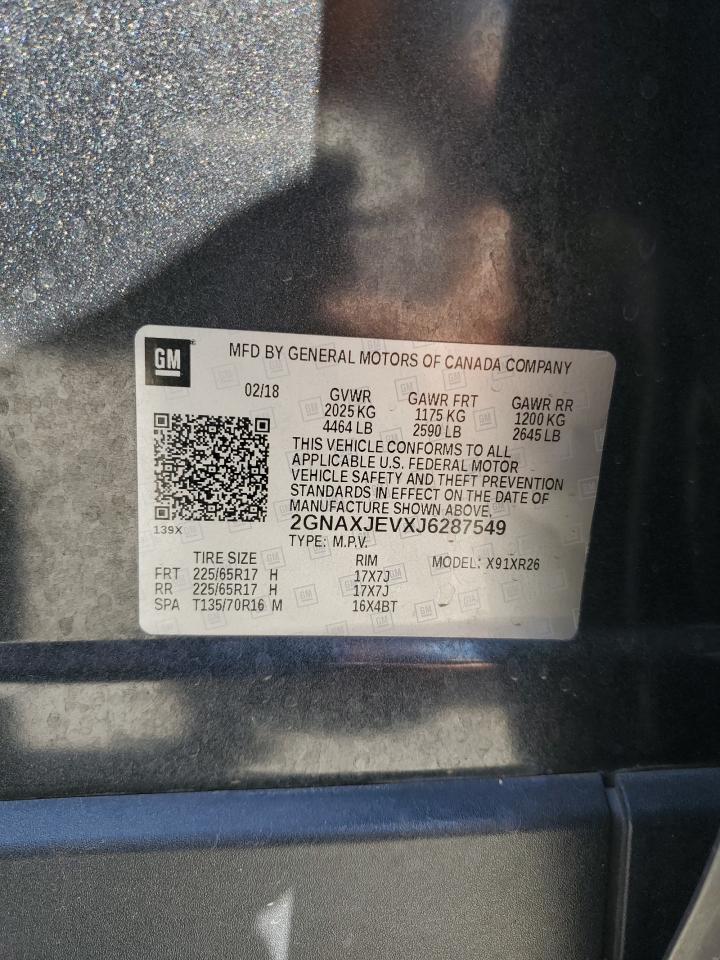 GM
MFD BY GENERAL MOTORS OF CANADA COMPANY
02/18 GVWR GAWR FRT GAWR RR
2025 KG 1175 KG 1200 KG
4464 LB 2590 LB 2645 LB
THIS VEHICLE CONFORMS TO ALL
APPLICABLE U.S. FEDERAL MOTOR
VEHICLE SAFETY AND THEFT PREVENTION
STANDARDS IN EFFECT ON THE DATE OF
MANUFACTURE SHOWN ABOVE.
139X
2GNAXJEVXJ6287549
TYPE: M.P.V.
TIRE SIZE RIM MODEL: X91XR26
FRT 225/65R17 H 17X7J
RR 225/65R17 H 17X7J
SPA T135/70R16 M 16X4BT